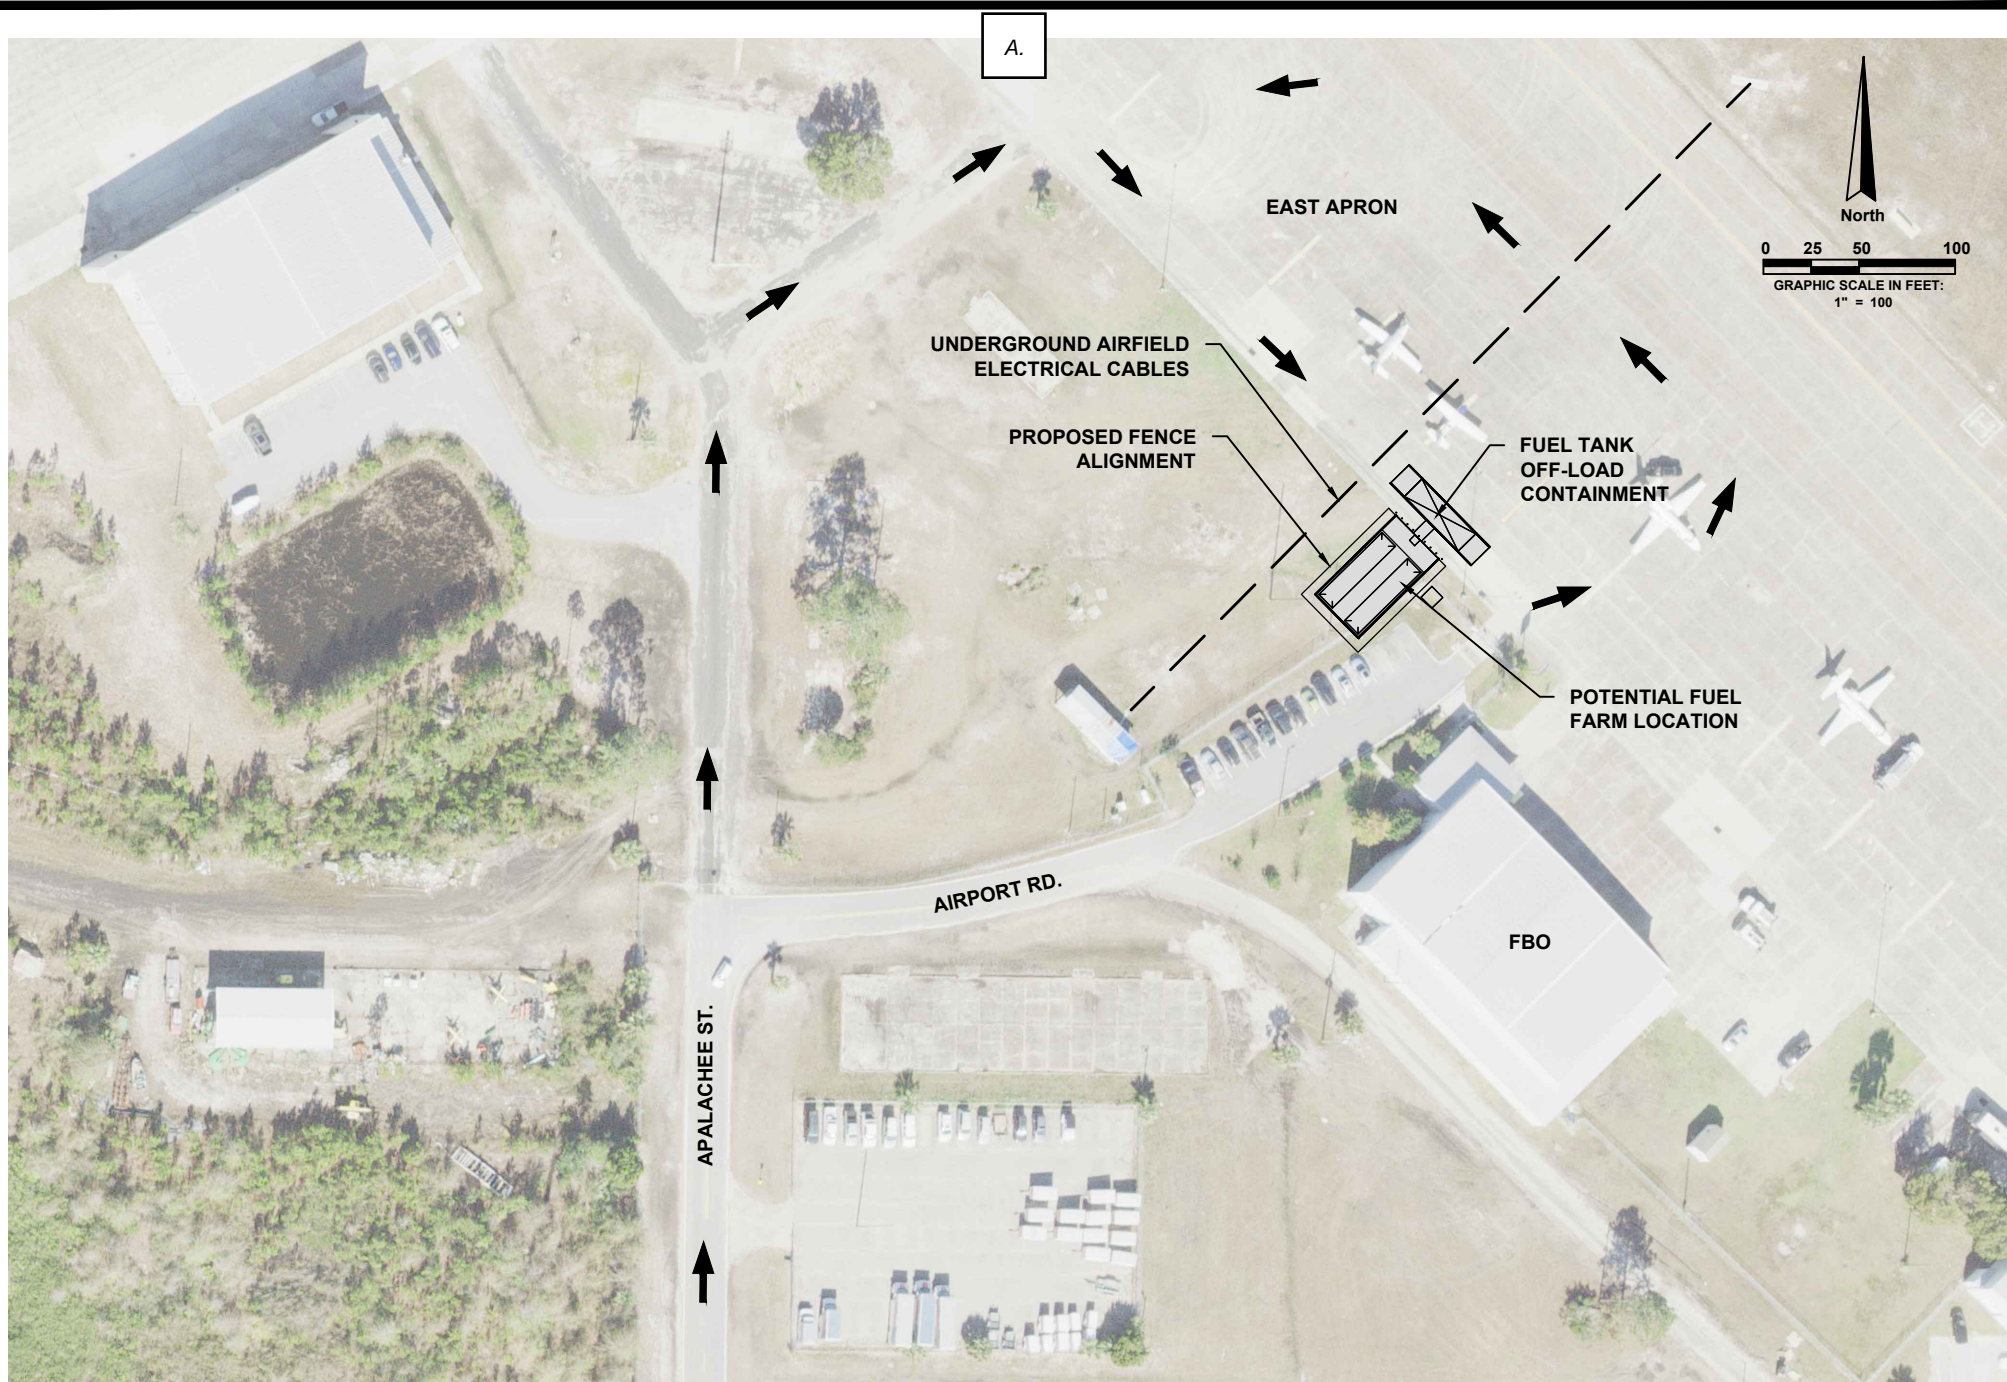 A.
EAST APRON
North
0 25 50 100
GRAPHIC SCALE IN FEET:
1" = 100
UNDERGROUND AIRFIELD
ELECTRICAL CABLES
PROPOSED FENCE
ALIGNMENT
FUEL TANK
OFF-LOAD
CONTAINMENT
POTENTIAL FUEL
FARM LOCATION
AIRPORT RD.
FBO
APALACHEE ST.